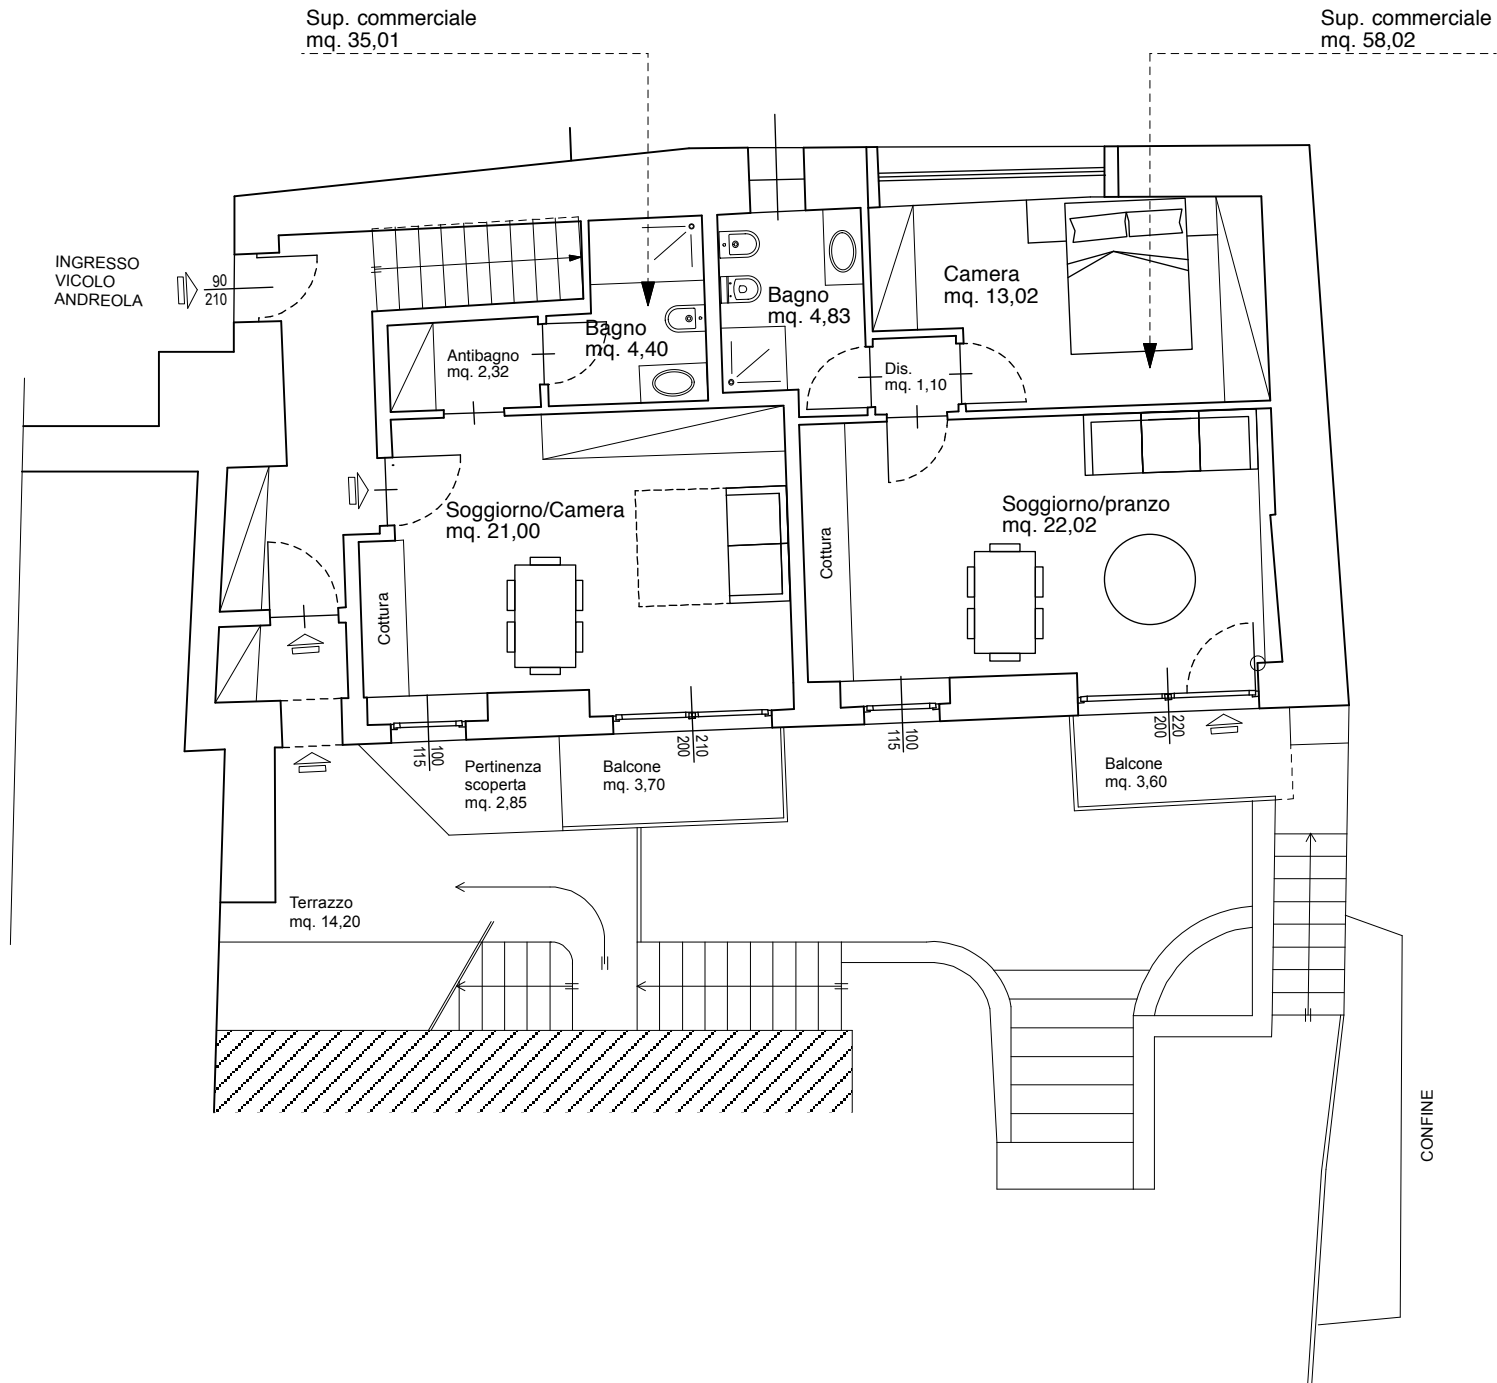 Sup. commerciale
mq. 35,01
Sup. commerciale
mq. 58,02
INGRESSO
VICOLO
ANDREOLA
90
210
Bagno
mq. 4,40
Antibagno
mq. 2,32
Bagno
mq. 4,83
Camera
mq. 13,02
Dis.
mq. 1,10
Soggiorno/Camera
mq. 21,00
Cottura
Soggiorno/pranzo
mq. 22,02
Cottura
100
115
210
200
100
115
220
200
Pertinenza
scoperta
mq. 2,85
Balcone
mq. 3,70
Balcone
mq. 3,60
Terrazzo
mq. 14,20
CONFINE